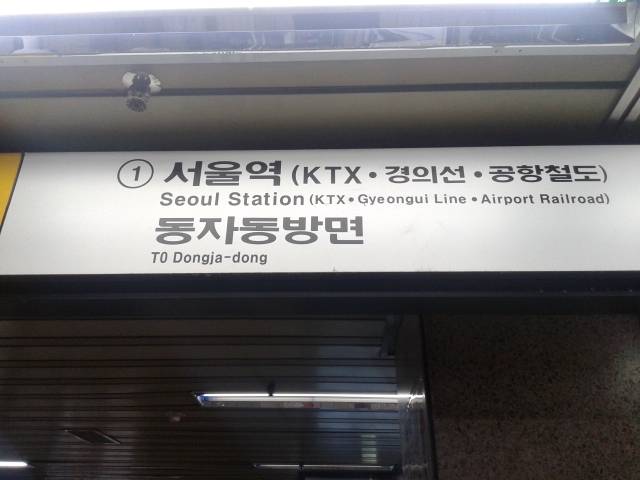 ① 서울역 (KTX • 경의선 • 공항철도)
Seoul Station (KTX • Gyeongui Line • Airport Railroad)
동자동방면
TO Dongja-dong